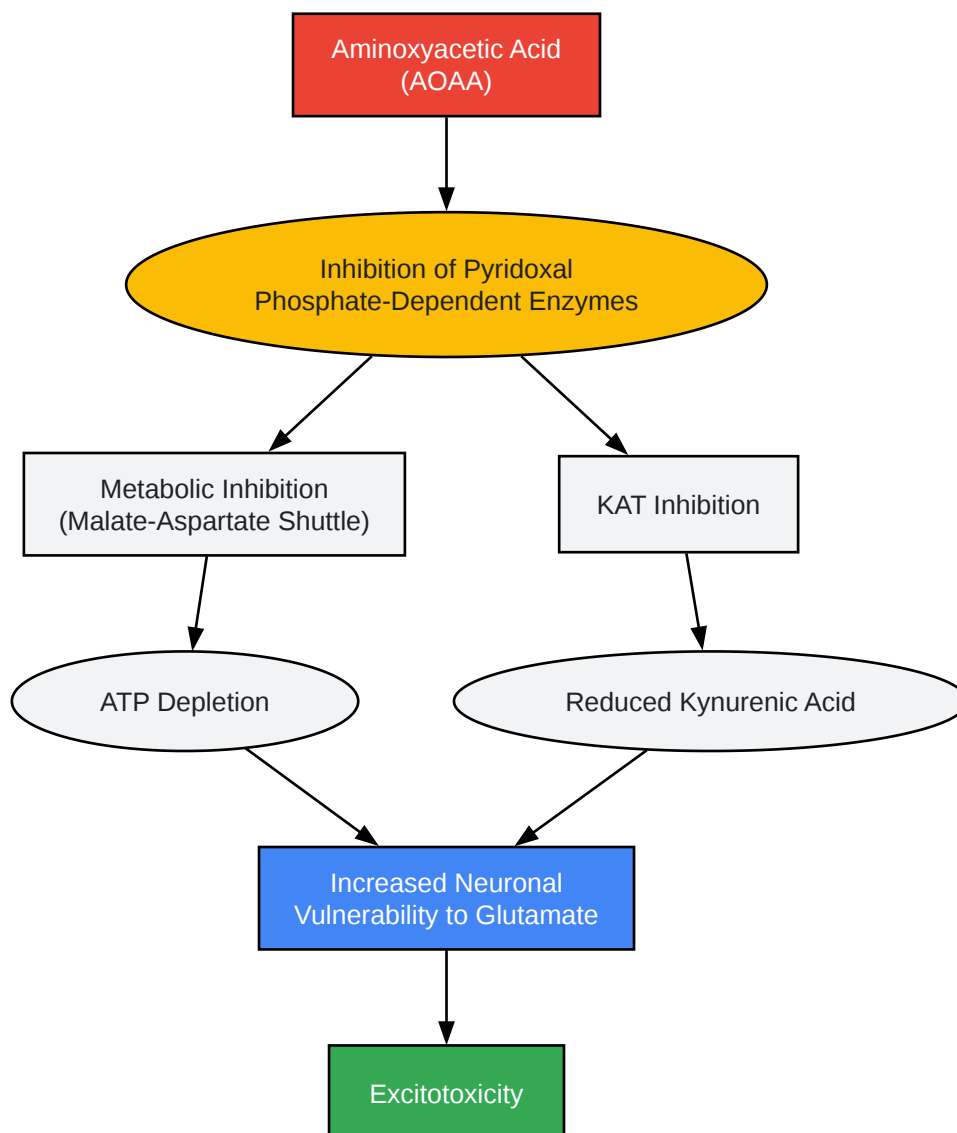 Aminoxyacetic Acid
(AOAA)
Inhibition of Pyridoxal
Phosphate-Dependent Enzymes
Metabolic Inhibition
(Malate-Aspartate Shuttle)
KAT Inhibition
ATP Depletion
Reduced Kynurenic Acid
Increased Neuronal
Vulnerability to Glutamate
Excitotoxicity